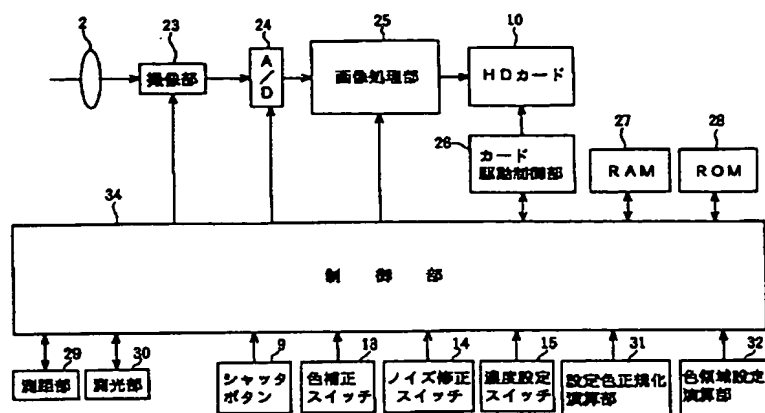 2
23
24
25
10
撮像部
A/D
画像処理部
HDカード
26
カード
駆動制御部
27
RAM
28
ROM
34
制御部
29
測距部
30
測光部
9
シャッタ
ボタン
13
色補正
スイッチ
14
ノイズ修正
スイッチ
15
濃度設定
スイッチ
31
設定色正規化
演算部
32
色領域設定
演算部